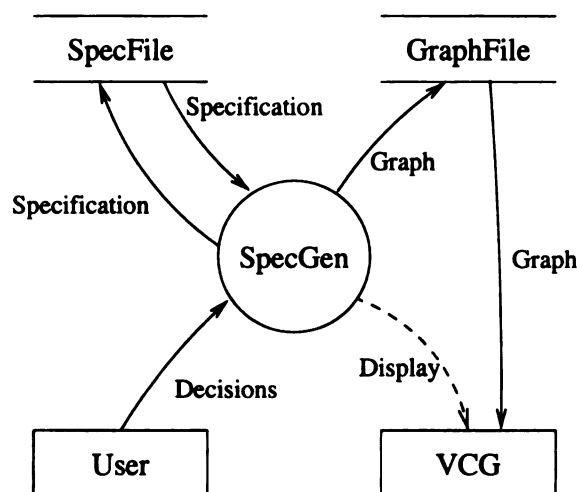 SpecFile
GraphFile
Specification
Graph
Specification
SpecGen
Graph
Display
Decisions
User
VCG